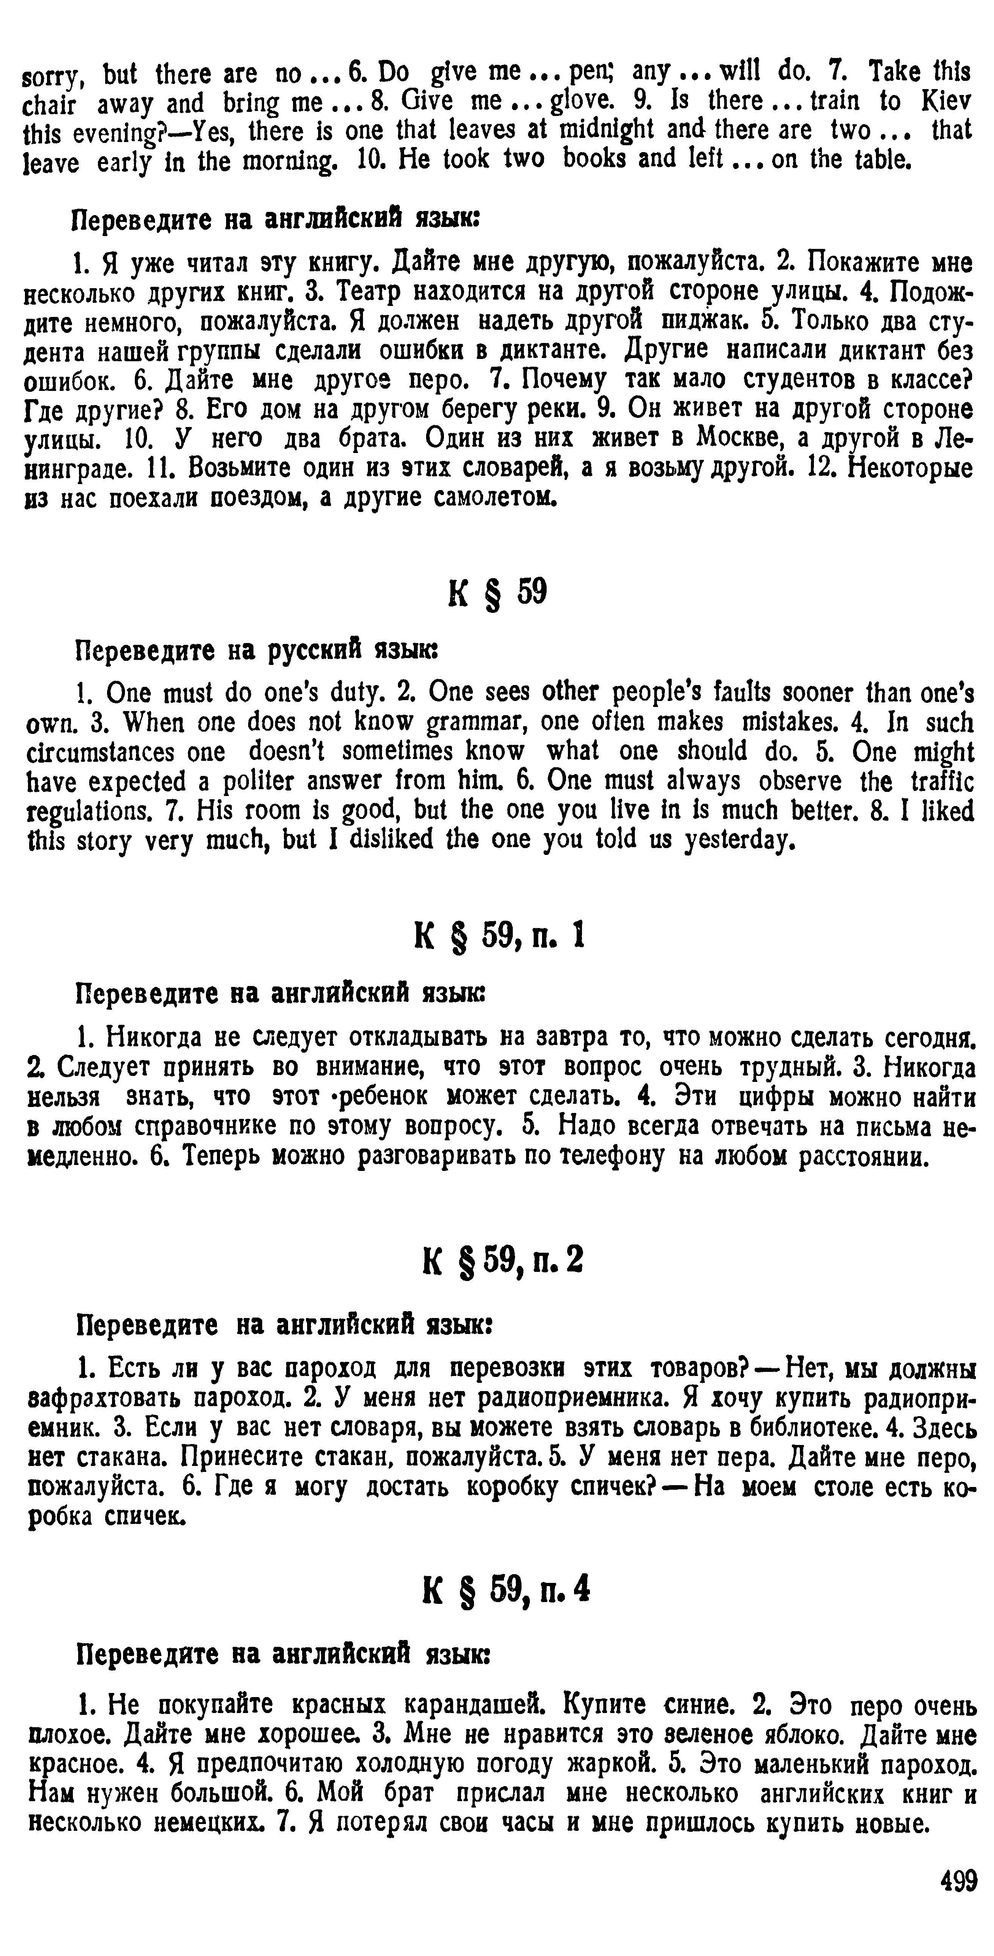 sorry, but there are no ... 6. Do give me ... pen; any ... will do. 7. Take this
chair away and bring me ... 8. Give me ... glove. 9. Is there ... train to Kiev
this evening?—Yes, there is one that leaves at midnight and there are two ... that
leave early in the morning. 10. He took two books and left ... on the table.
Переведите на английский язык:
1. Я уже читал эту книгу. Дайте мне другую, пожалуйста. 2. Покажите мне
несколько других книг. 3. Театр находится на другой стороне улицы. 4. Подож-
дите немного, пожалуйста. Я должен надеть другой пиджак. 5. Только два сту-
дента нашей группы сделали ошибки в диктанте. Другие написали диктант без
ошибок. 6. Дайте мне другое перо. 7. Почему так мало студентов в классе?
Где другие? 8. Его дом на другом берегу реки. 9. Он живет на другой стороне
улицы. 10. У него два брата. Один из них живет в Москве, а другой в Ле-
нинграде. 11. Возьмите один из этих словарей, а я возьму другой. 12. Некоторые
из нас поехали поездом, а другие самолетом.
К § 59
Переведите на русский язык:
1. One must do one's duty. 2. One sees other people's faults sooner than one's
own. 3. When one does not know grammar, one often makes mistakes. 4. In such
circumstances one doesn't sometimes know what one should do. 5. One might
have expected a politer answer from him. 6. One must always observe the traffic
regulations. 7. His room is good, but the one you live in is much better. 8. I liked
this story very much, but I disliked the one you told us yesterday.
К § 59, п. 1
Переведите на английский язык:
1. Никогда не следует откладывать на завтра то, что можно сделать сегодня.
2. Следует принять во внимание, что этот вопрос очень трудный. 3. Никогда
нельзя знать, что этот ребенок может сделать. 4. Эти цифры можно найти
в любом справочнике по этому вопросу. 5. Надо всегда отвечать на письма не-
медленно. 6. Теперь можно разговаривать по телефону на любом расстоянии.
К § 59, п. 2
Переведите на английский язык:
1. Есть ли у вас пароход для перевозки этих товаров? — Нет, мы должны
зафрахтовать пароход. 2. У меня нет радиоприемника. Я хочу купить радиопри-
емник. 3. Если у вас нет словаря, вы можете взять словарь в библиотеке. 4. Здесь
нет стакана. Принесите стакан, пожалуйста. 5. У меня нет пера. Дайте мне перо,
пожалуйста. 6. Где я могу достать коробку спичек? — На моем столе есть ко-
робка спичек.
К § 59, п. 4
Переведите на английский язык:
1. Не покупайте красных карандашей. Купите синие. 2. Это перо очень
плохое. Дайте мне хорошее. 3. Мне не нравится это зеленое яблоко. Дайте мне
красное. 4. Я предпочитаю холодную погоду жаркой. 5. Это маленький пароход.
Нам нужен большой. 6. Мой брат прислал мне несколько английских книг и
несколько немецких. 7. Я потерял свои часы и мне пришлось купить новые.
499